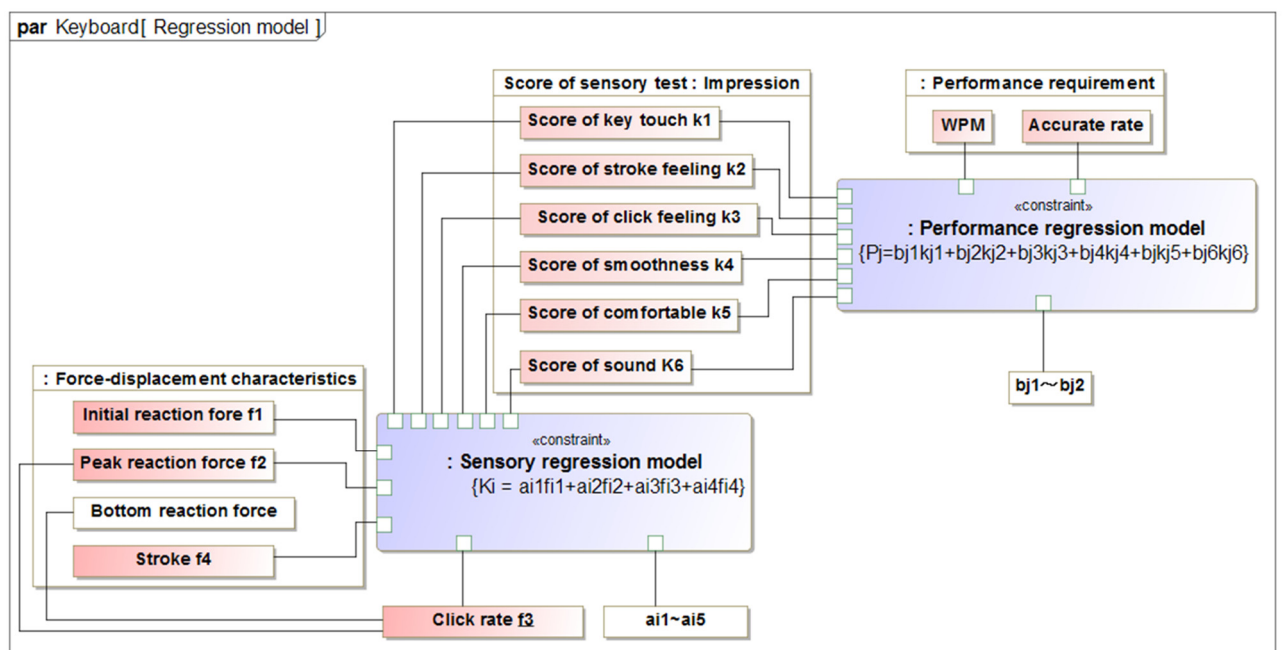 par Keyboard[ Regression model ]
Score of sensory test : Impression
Score of key touch k1
Score of stroke feeling k2
Score of click feeling k3
Score of smoothness k4
Score of comfortable k5
Score of sound K6
: Performance requirement
WPM
Accurate rate
«constraint»
: Performance regression model
{Pj=bj1kj1+bj2kj2+bj3kj3+bj4kj4+bjkj5+bj6kj6}
bj1～bj2
: Force-displacement characteristics
Initial reaction fore f1
Peak reaction force f2
Bottom reaction force
Stroke f4
«constraint»
: Sensory regression model
{Ki = ai1fi1+ai2fi2+ai3fi3+ai4fi4}
Click rate f3
ai1~ai5